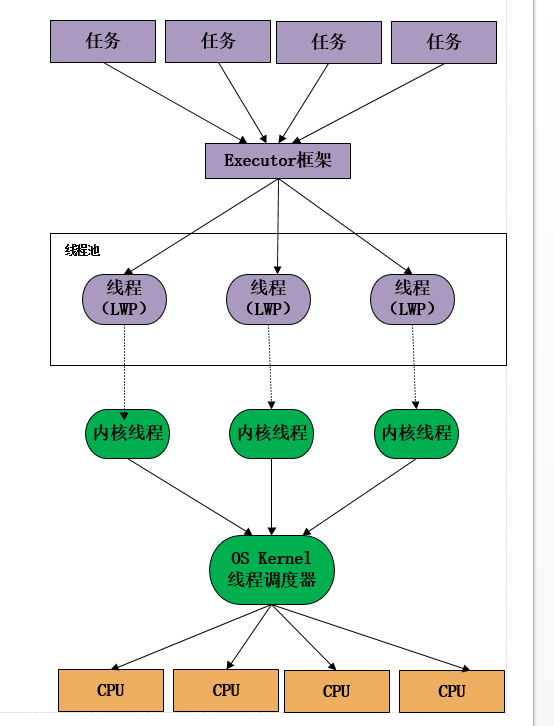 任务 任务 任务 任务
Executor框架
线程池
线程 线程 线程
（LWP） （LWP） （LWP）
内核线程 内核线程 内核线程
OS Kernel
线程调度器
CPU CPU CPU CPU